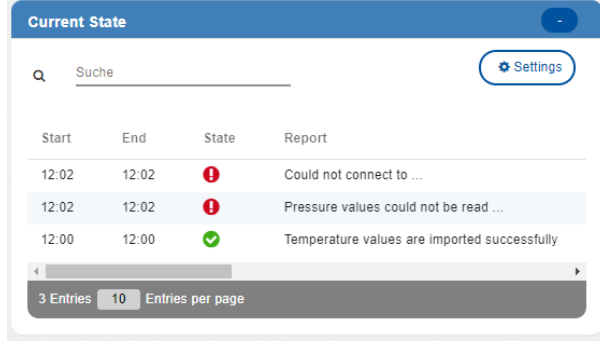 Current State
-
Suche
Settings
Start End State Report
12:02 12:02 Could not connect to ...
12:02 12:02 Pressure values could not be read ...
12:00 12:00 Temperature values are imported successfully
3 Entries 10 Entries per page